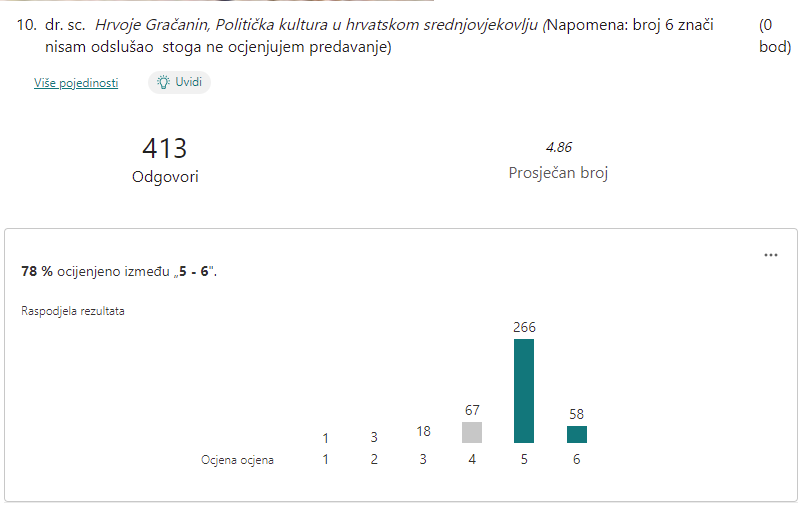 10. dr. sc. Hrvoje Gračanin, Politička kultura u hrvatskom srednjovjekovlju (Napomena: broj 6 znači (0
nisam odslušao stoga ne ocjenjujem predavanje) bod)
Više pojedinosti Uvidi
413 4.86
Odgovori Prosječan broj
...
78 % ocijenjeno između „5 - 6".
Raspodjela rezultata
266
67
58
18
3
1
Ocjena ocjena 1 2 3 4 5 6